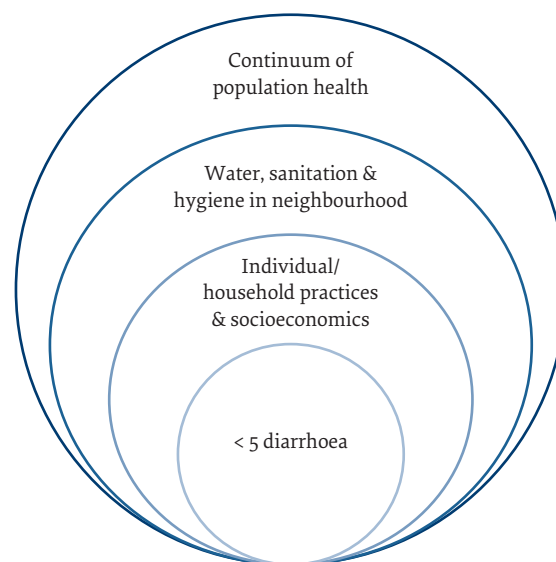 Continuum of
population health
Water, sanitation &
hygiene in neighbourhood
Individual/
household practices
& socioeconomics
< 5 diarrhoea